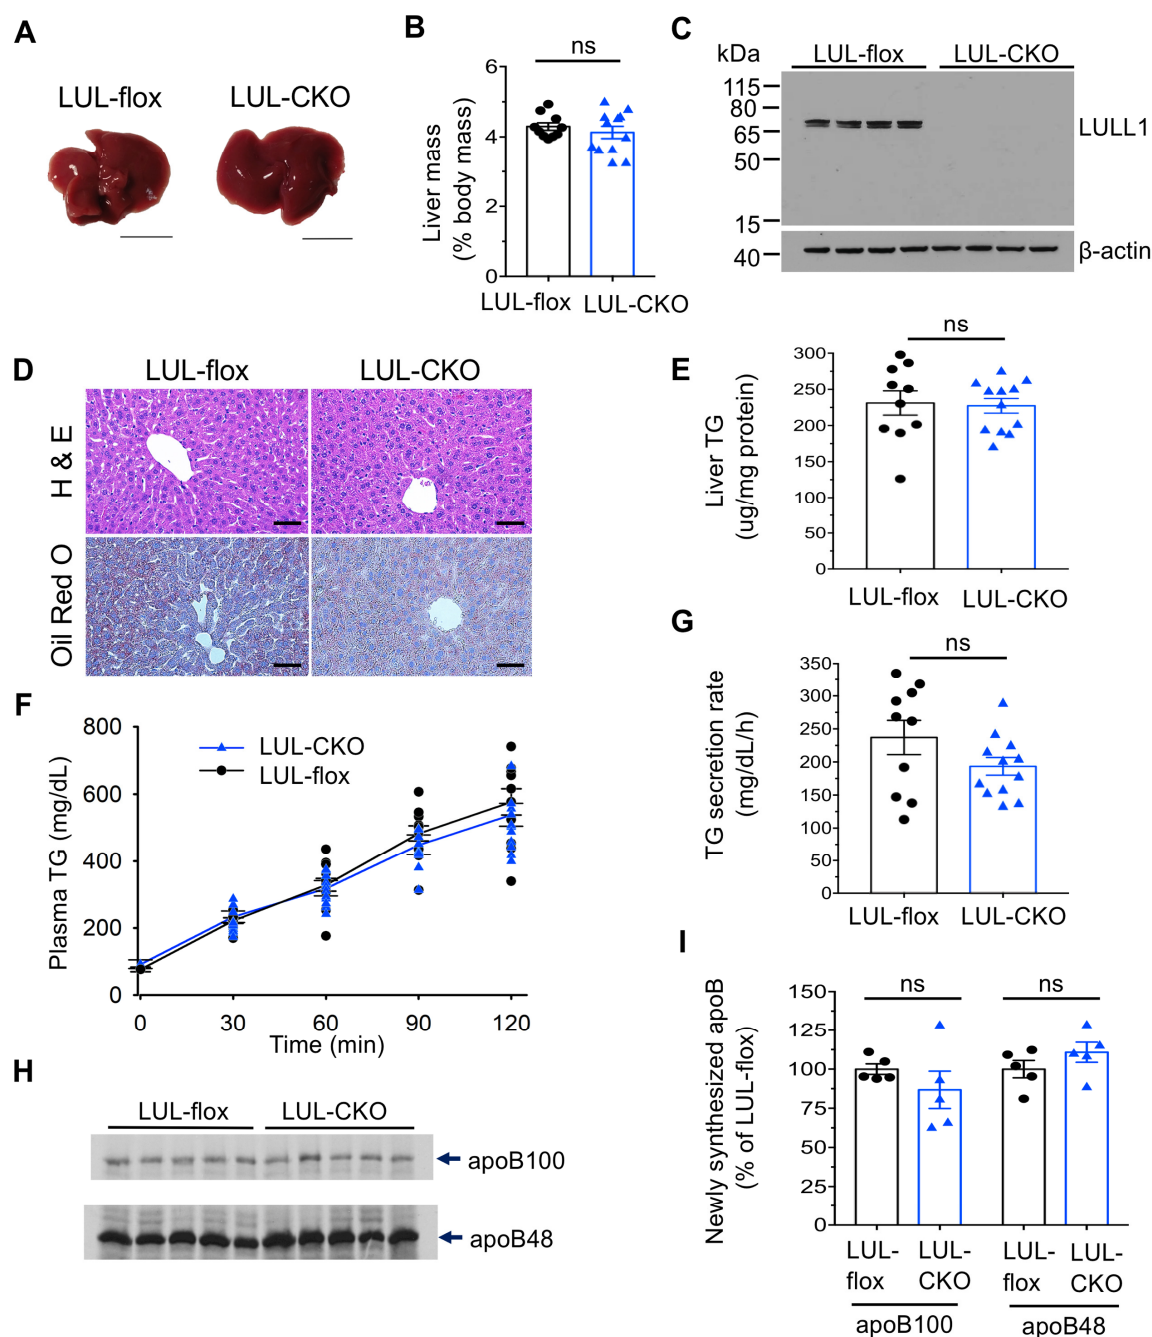 A
LUL-flox
LUL-CKO
B
ns
6
4
2
0
Liver mass
(% body mass)
LUL-flox
LUL-CKO
C
kDa
LUL-flox
LUL-CKO
115
80
65
50
15
40
LULL1
β-actin
D
LUL-flox
LUL-CKO
H & E
Oil Red O
E
ns
300
250
200
150
100
50
0
Liver TG
(ug/mg protein)
LUL-flox
LUL-CKO
F
800
600
400
200
0
Plasma TG (mg/dL)
LUL-CKO
LUL-flox
0
30
60
90
120
Time (min)
G
ns
350
300
250
200
150
100
50
0
TG secretion rate
(mg/dL/h)
LUL-flox
LUL-CKO
H
LUL-flox
LUL-CKO
apoB100
apoB48
I
ns
ns
150
125
100
75
50
25
0
Newly synthesized apoB
(% of LUL-flox)
LUL-
flox
LUL-
CKO
LUL-
flox
LUL-
CKO
apoB100
apoB48